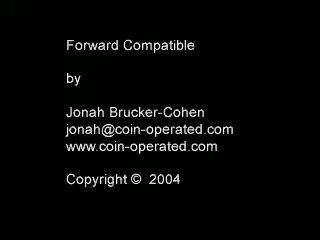 Forward Compatible
by
Jonah Brucker-Cohen
jonah@coin-operated.com
www.coin-operated.com
Copyright © 2004